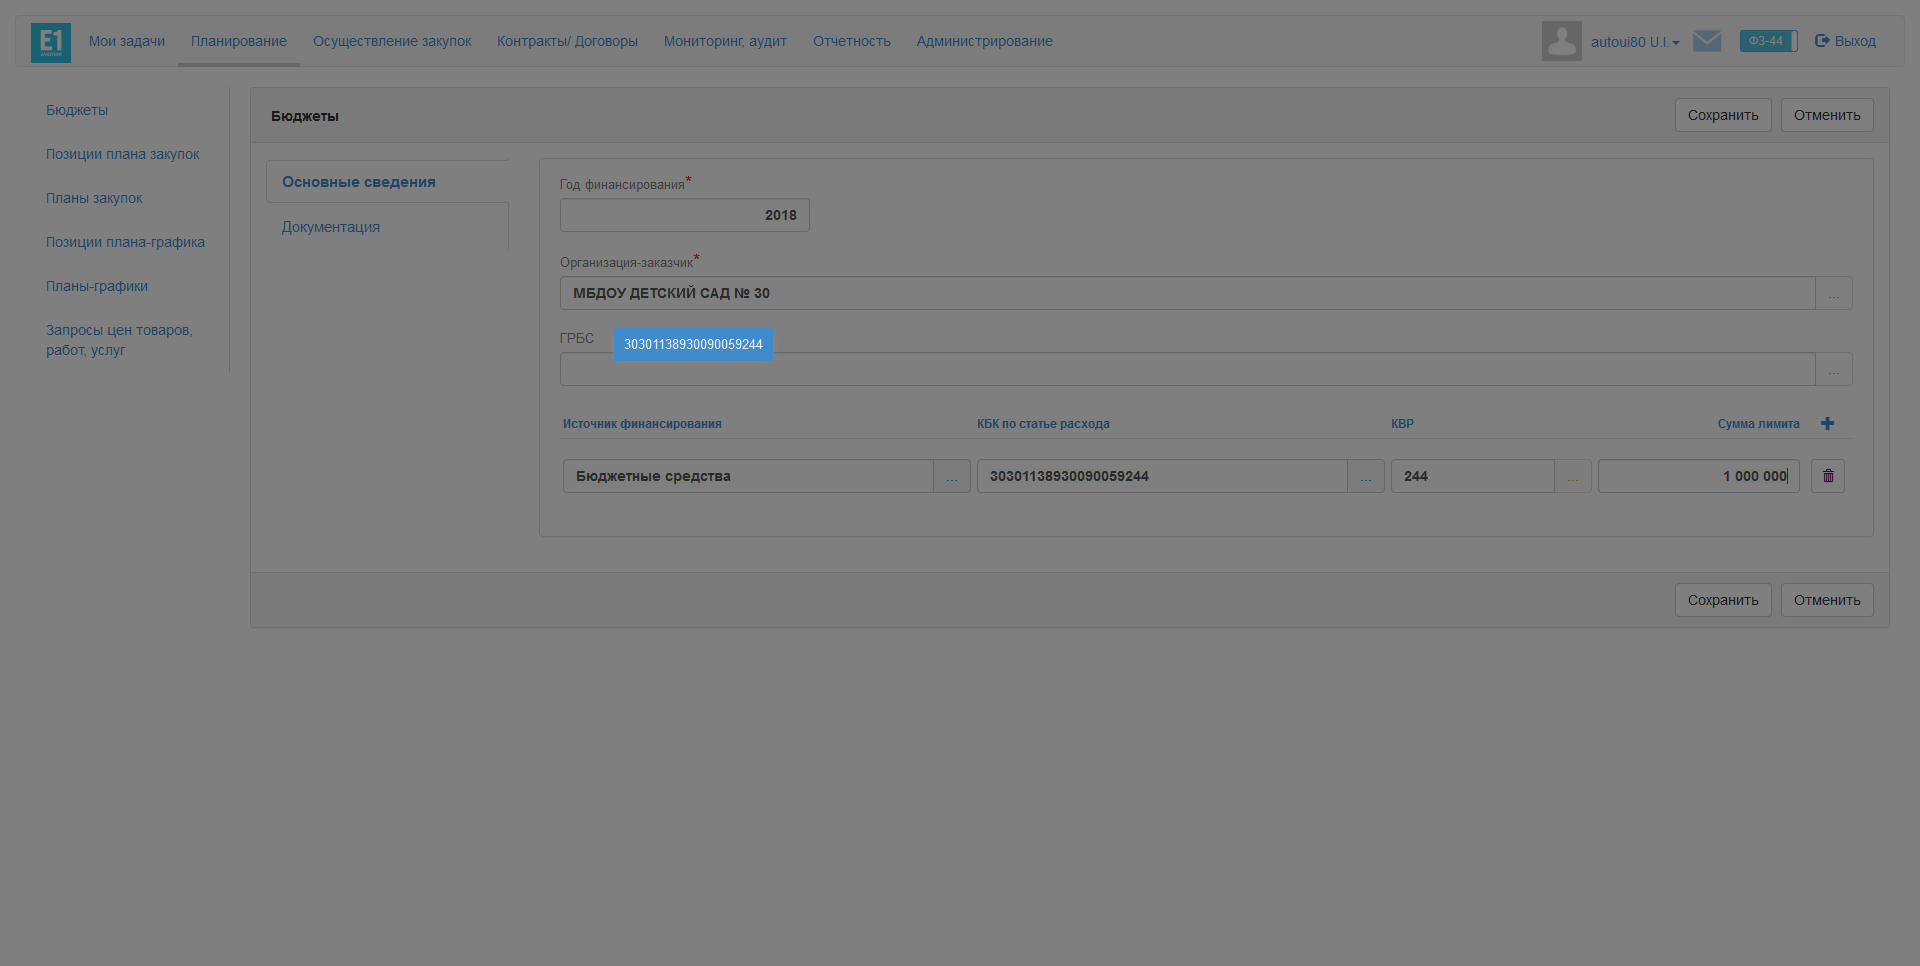 E1
Мои задачи
Планирование
Осуществление закупок
Контракты/ Договоры
Мониторинг, аудит
Отчетность
Администрирование
autoui80 U.I.
ФЗ-44
Выход
Бюджеты
Позиции плана закупок
Планы закупок
Позиции плана-графика
Планы-графики
Запросы цен товаров,
работ, услуг
Бюджеты
Сохранить
Отменить
Основные сведения
Документация
Год финансирования*
2018
Организация-заказчик*
МБДОУ ДЕТСКИЙ САД № 30
...
ГРБС
30301138930090059244
...
Источник финансирования
КБК по статье расхода
КВР
Сумма лимита
Бюджетные средства
...
30301138930090059244
...
244
...
1 000 000
Сохранить
Отменить